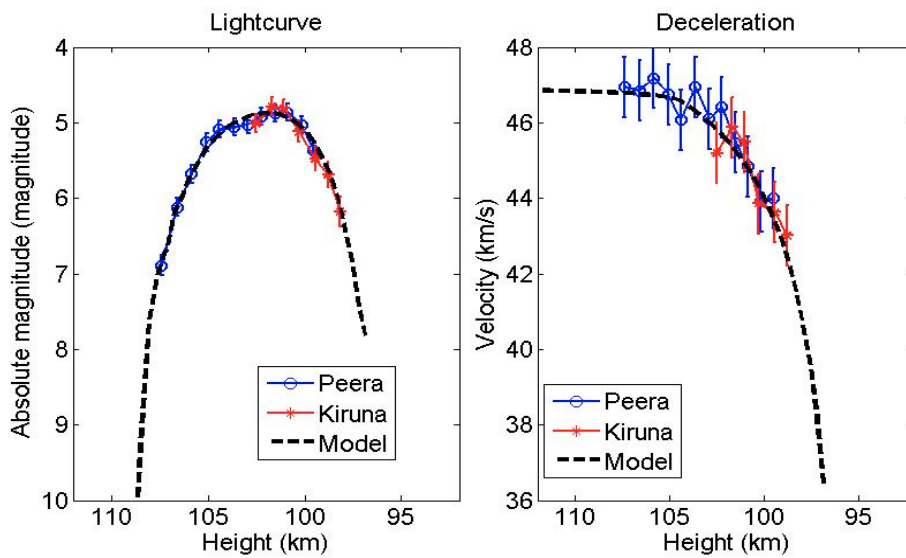 Lightcurve
Absolute magnitude (magnitude)
4
5
6
7
8
9
10
110
105
100
95
Height (km)
Peera
Kiruna
Model
Deceleration
Velocity (km/s)
48
46
44
42
40
38
36
110
105
100
95
Height (km)
Peera
Kiruna
Model